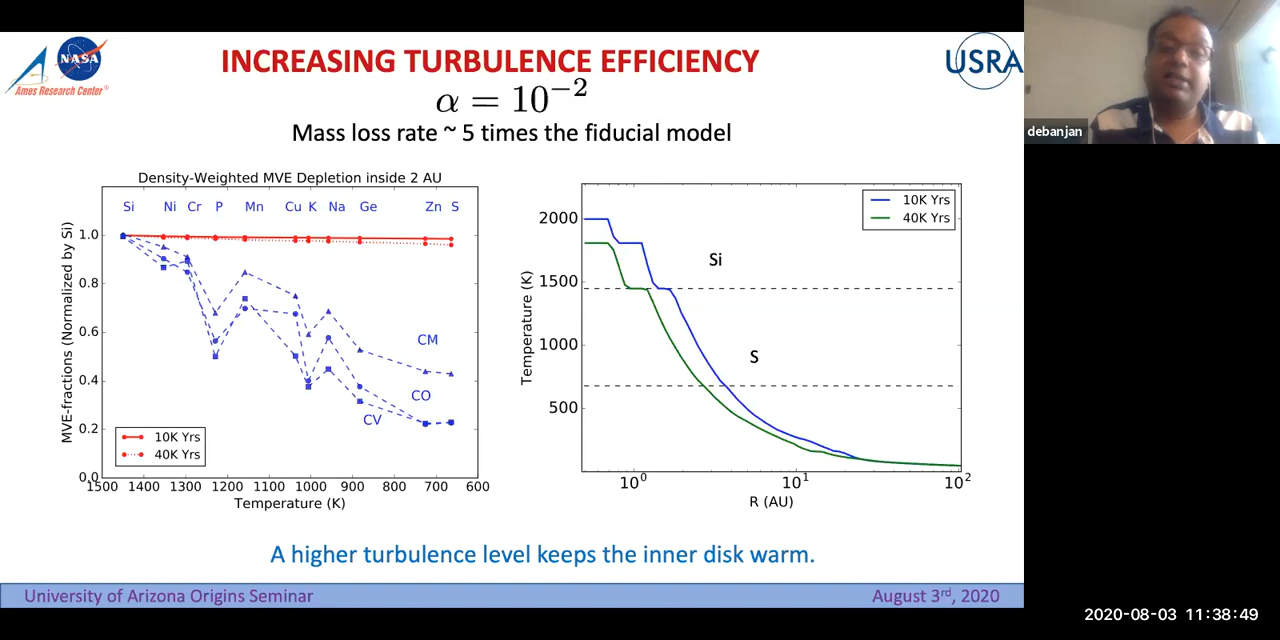 NASA
Ames Research Center
INCREASING TURBULENCE EFFICIENCY
USRA
α = 10⁻²
Mass loss rate ~ 5 times the fiducial model
debanjan
Density-Weighted MVE Depletion inside 2 AU
Si Ni Cr P Mn Cu K Na Ge Zn S
MVE-fractions (Normalized by Si)
1.0
0.8
0.6
0.4
0.2
0.0
CM
CO
CV
10K Yrs
40K Yrs
1500 1400 1300 1200 1100 1000 900 800 700 600
Temperature (K)
Temperature (K)
2000
1500
1000
500
10K Yrs
40K Yrs
Si
S
10⁰ 10¹ 10²
R (AU)
A higher turbulence level keeps the inner disk warm.
University of Arizona Origins Seminar
August 3rd, 2020
2020-08-03 11:38:49